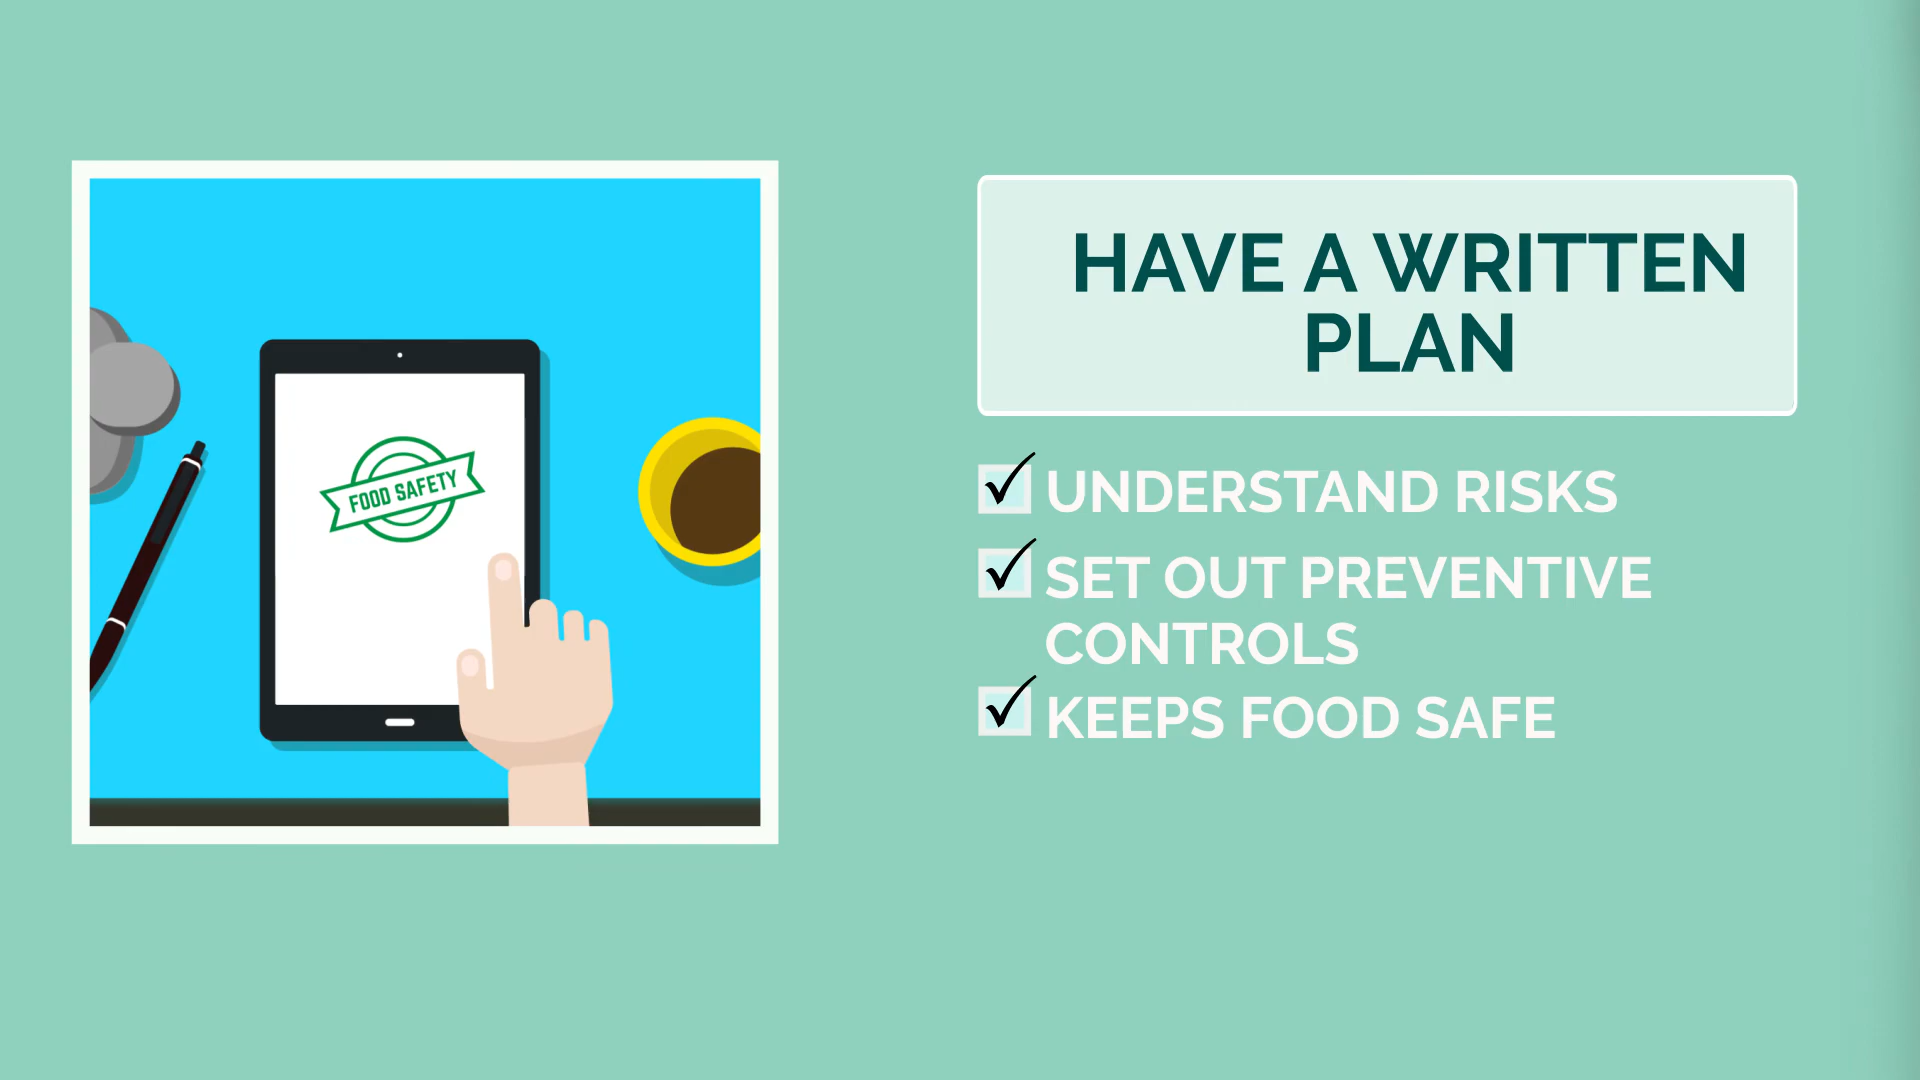 FOOD SAFETY
HAVE A WRITTEN
PLAN
UNDERSTAND RISKS
SET OUT PREVENTIVE
CONTROLS
KEEPS FOOD SAFE